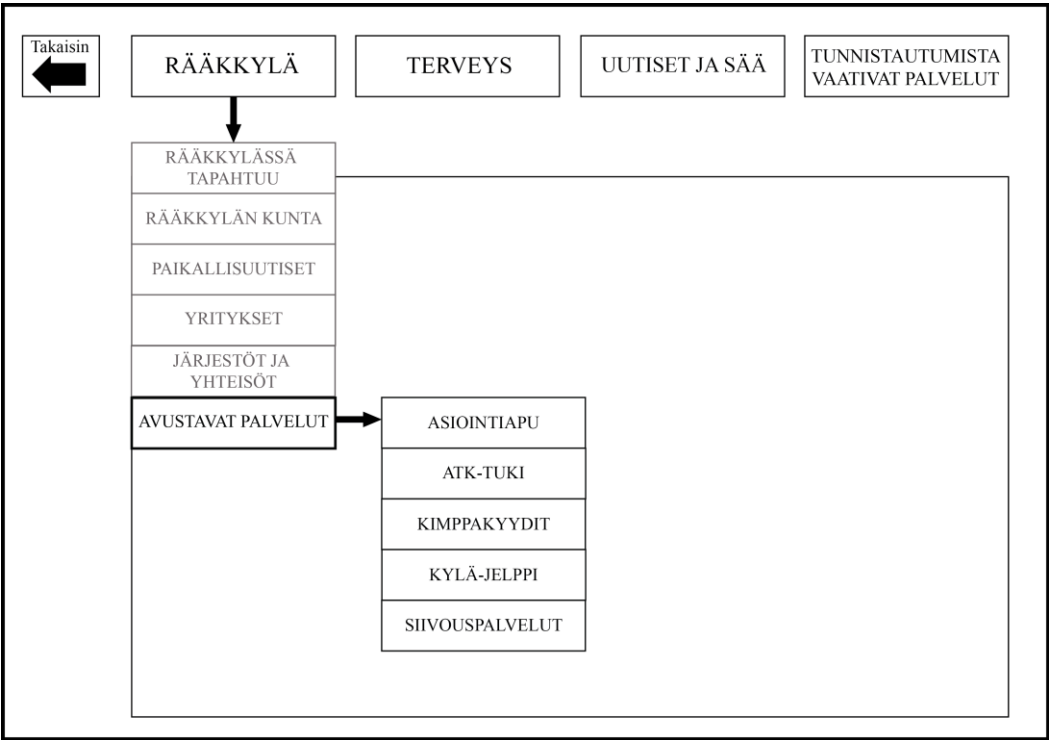 Takaisin
RÄÄKKYLÄ
TERVEYS
UUTISET JA SÄÄ
TUNNISTAUTUMISTA
VAATIVAT PALVELUT
RÄÄKKYLÄSSÄ
TAPAHTUU
RÄÄKKYLÄN KUNTA
PAIKALLISUUTISET
YRITYKSET
JÄRJESTÖT JA
YHTEISÖT
AVUSTAVAT PALVELUT
ASIOINTIAPU
ATK-TUKI
KIMPPAKYYDIT
KYLÄ-JELPPI
SIIVOUSPALVELUT